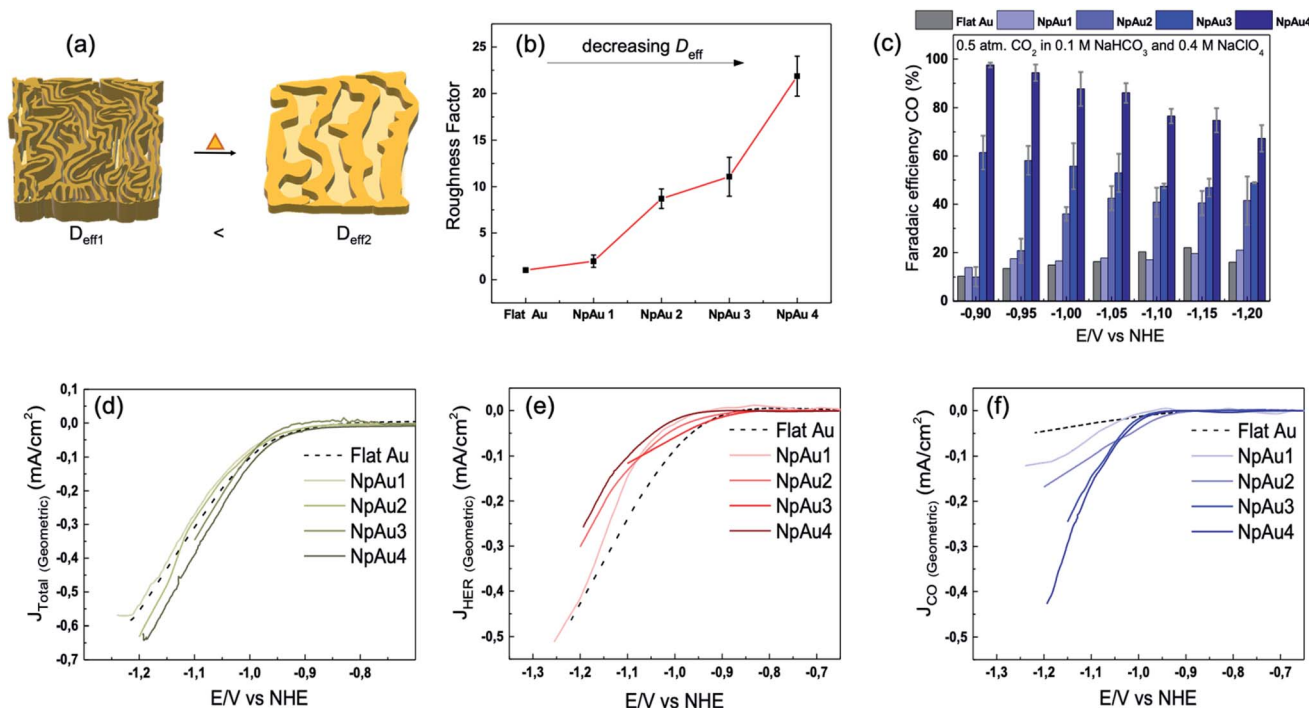 (a)
D_eff1 < D_eff2
(b)
decreasing D_eff
Roughness Factor
25
20
15
10
5
0
Flat Au NpAu 1 NpAu 2 NpAu 3 NpAu 4
Flat Au NpAu1 NpAu2 NpAu3 NpAu4
(c)
0.5 atm. CO₂ in 0.1 M NaHCO₃ and 0.4 M NaClO₄
Faradaic efficiency CO (%)
100
80
60
40
20
0
-0,90 -0,95 -1,00 -1,05 -1,10 -1,15 -1,20
E/V vs NHE
(d)
J_Total (Geometric) (mA/cm²)
0,1
0,0
-0,1
-0,2
-0,3
-0,4
-0,5
-0,6
-0,7
Flat Au
NpAu1
NpAu2
NpAu3
NpAu4
-1,2 -1,1 -1,0 -0,9 -0,8
E/V vs NHE
(e)
J_HER (Geometric) (mA/cm²)
0,0
-0,1
-0,2
-0,3
-0,4
-0,5
Flat Au
NpAu1
NpAu2
NpAu3
NpAu4
-1,3 -1,2 -1,1 -1,0 -0,9 -0,8 -0,7
E/V vs NHE
(f)
J_CO (Geometric) (mA/cm²)
0,0
-0,1
-0,2
-0,3
-0,4
-0,5
Flat Au
NpAu1
NpAu2
NpAu3
NpAu4
-1,3 -1,2 -1,1 -1,0 -0,9 -0,8 -0,7
E/V vs NHE